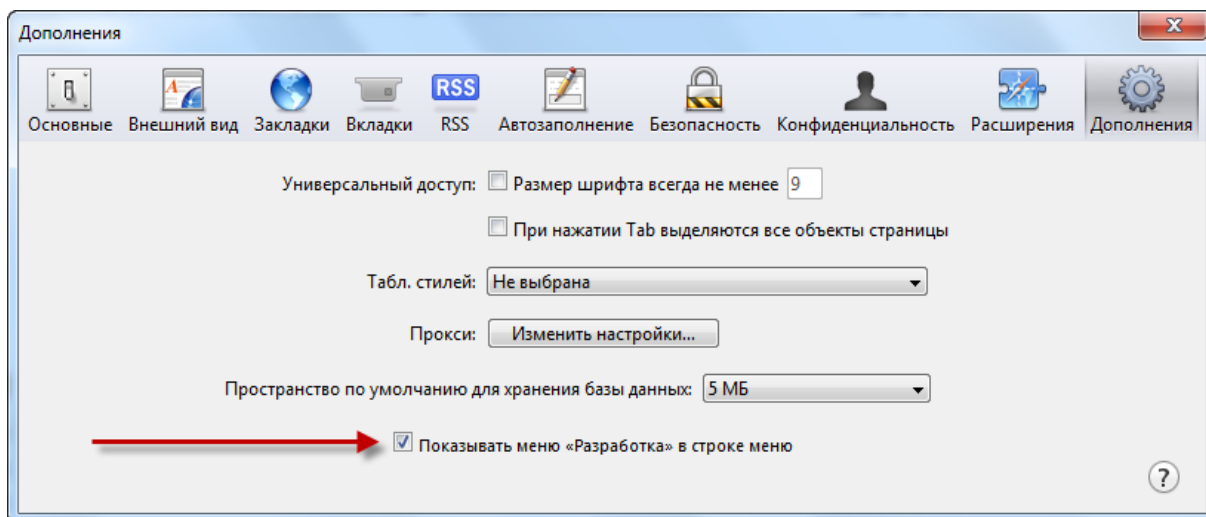 Дополнения
RSS
Основные Внешний вид Закладки Вкладки RSS Автозаполнение Безопасность Конфиденциальность Расширения Дополнения
Универсальный доступ: Размер шрифта всегда не менее 9
При нажатии Tab выделяются все объекты страницы
Табл. стилей: Не выбрана
Прокси: Изменить настройки...
Пространство по умолчанию для хранения базы данных: 5 МБ
Показывать меню «Разработка» в строке меню
?